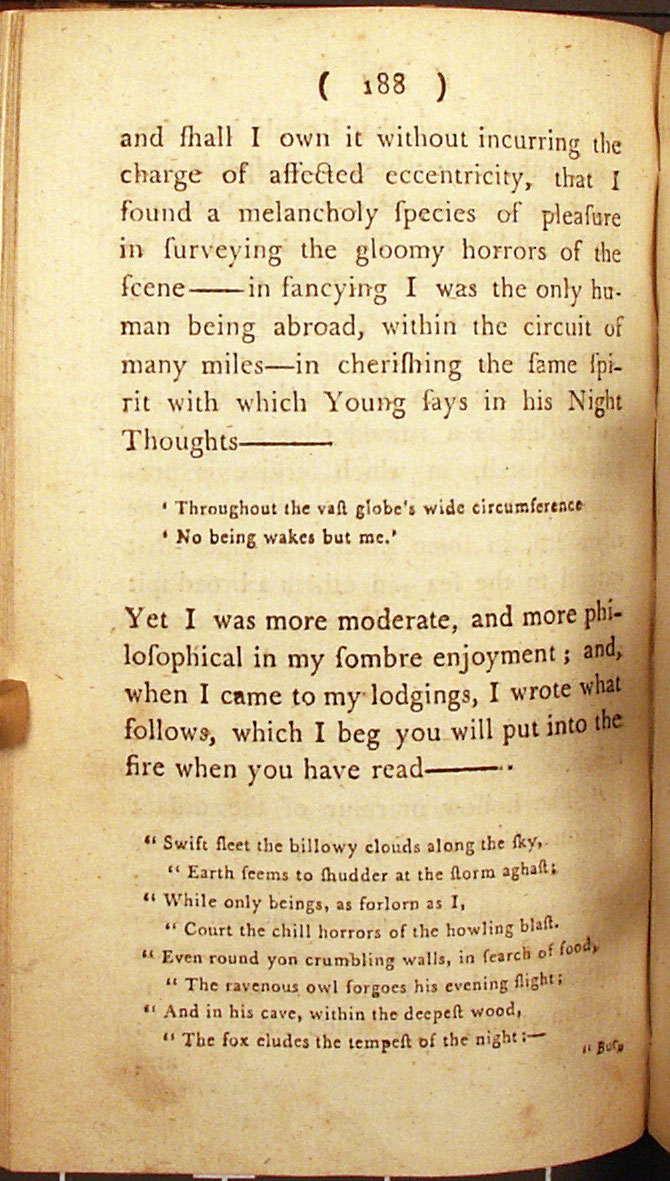 ( 188 )
and ſhall I own it without incurring the
charge of affected eccentricity, that I
found a melancholy ſpecies of pleaſure
in ſurveying the gloomy horrors of the
ſcene——in fancying I was the only hu-
man being abroad, within the circuit of
many miles—in cheriſhing the ſame ſpi-
rit with which Young ſays in his Night
Thoughts———
‘ Throughout the vaſt globe's wide circumference
‘ No being wakes but me.’
Yet I was more moderate, and more phi-
loſophical in my ſombre enjoyment; and,
when I came to my lodgings, I wrote what
follows, which I beg you will put into the
fire when you have read———.
“ Swift fleet the billowy clouds along the ſky,
“ Earth ſeems to ſhudder at the ſtorm aghaſt;
“ While only beings, as forlorn as I,
“ Court the chill horrors of the howling blaſt.
“ Even round yon crumbling walls, in ſearch of food,
“ The ravenous owl forgoes his evening flight;
“ And in his cave, within the deepeſt wood,
“ The fox eludes the tempeſt of the night:—
“ But,